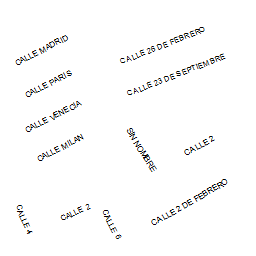 CALLE MADRID
CALLE 26 DE FEBRERO
CALLE PARIS
CALLE 23 DE SEPTIEMBRE
CALLE VENECIA
CALLE MILAN
SIN NOMBRE
CALLE 2
CALLE 4
CALLE 2
CALLE 6
CALLE 2 DE FEBRERO